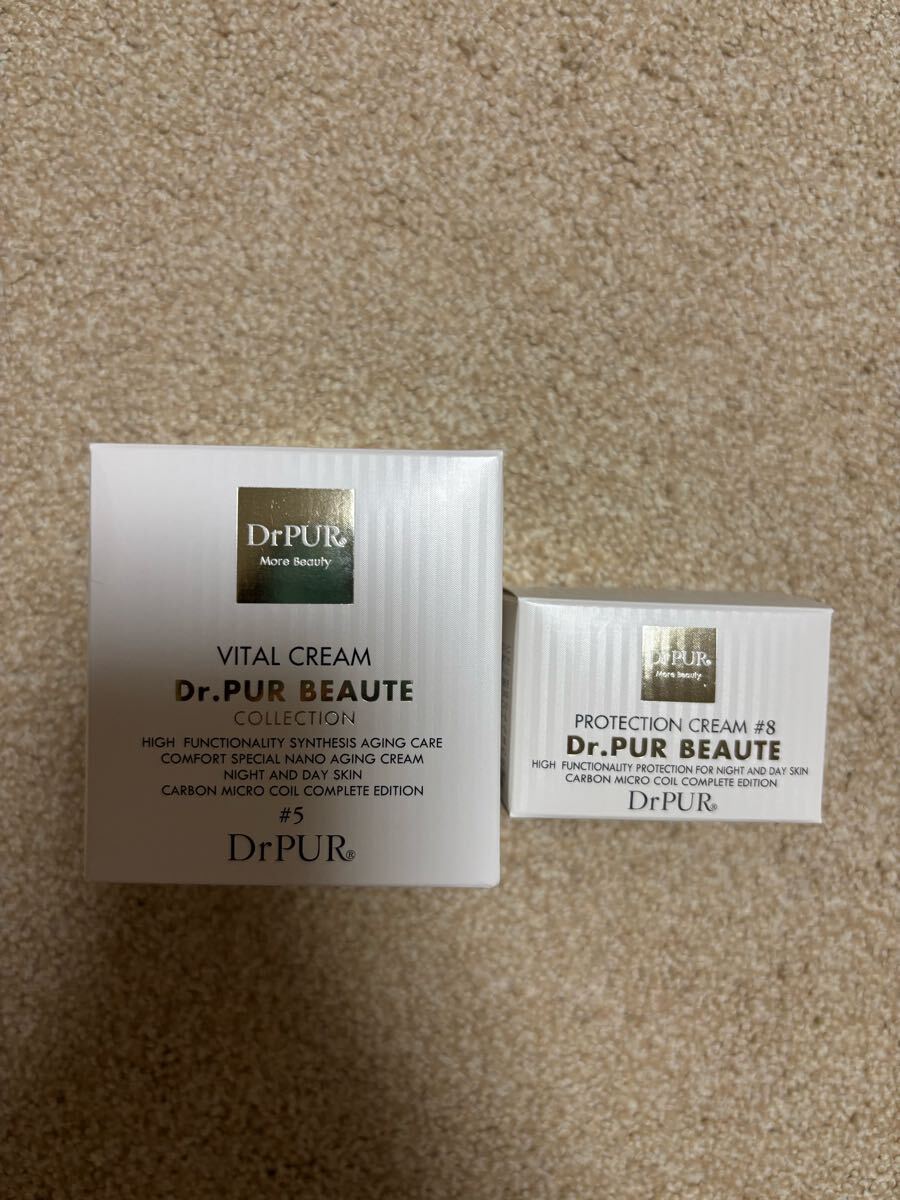 DrPUR®
More Beauty
VITAL CREAM
Dr.PUR BEAUTE
COLLECTION
HIGH FUNCTIONALITY SYNTHESIS AGING CARE
COMFORT SPECIAL NANO AGING CREAM
NIGHT AND DAY SKIN
CARBON MICRO COIL COMPLETE EDITION
#5
DrPUR®
DrPUR®
More Beauty
PROTECTION CREAM #8
Dr.PUR BEAUTE
HIGH FUNCTIONALITY PROTECTION FOR NIGHT AND DAY SKIN
CARBON MICRO COIL COMPLETE EDITION
DrPUR®